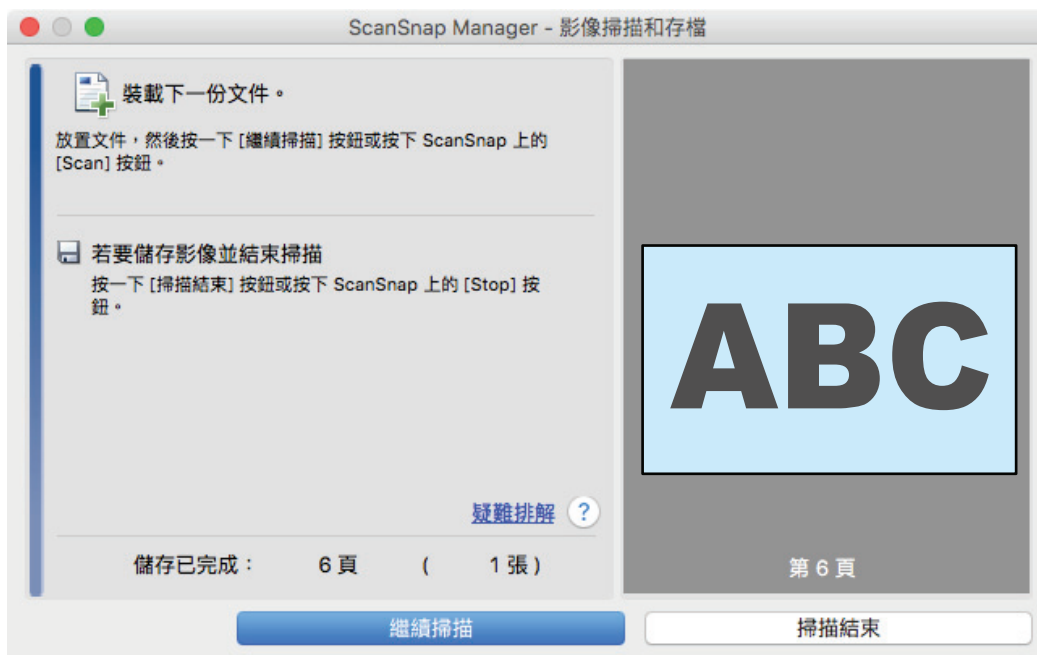 ScanSnap Manager - 影像掃描和存檔
裝載下一份文件。
放置文件，然後按一下 [繼續掃描] 按鈕或按下 ScanSnap 上的
[Scan] 按鈕。
若要儲存影像並結束掃描
按一下 [掃描結束] 按鈕或按下 ScanSnap 上的 [Stop] 按
鈕。
ABC
疑難排解 ?
儲存已完成： 6 頁 ( 1 張 )
第 6 頁
繼續掃描 掃描結束